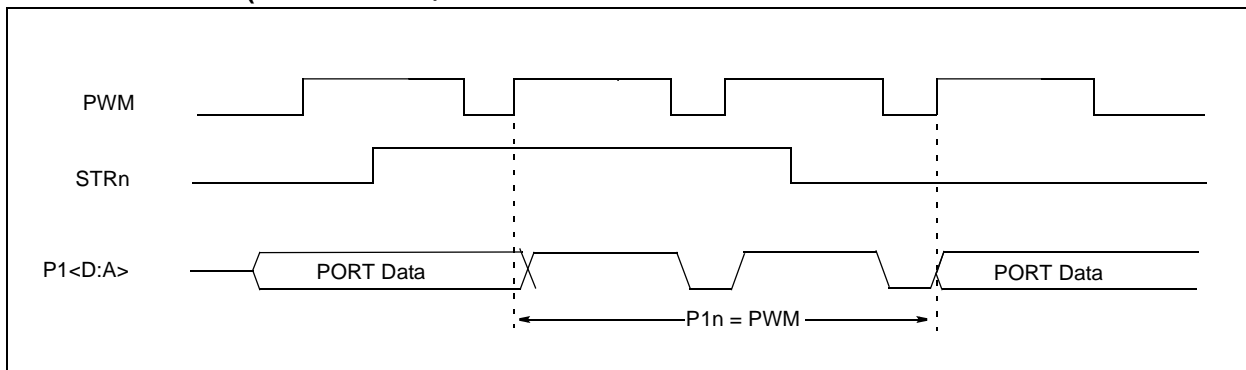 PWM
STRn
P1<D:A>
PORT Data
PORT Data
P1n = PWM